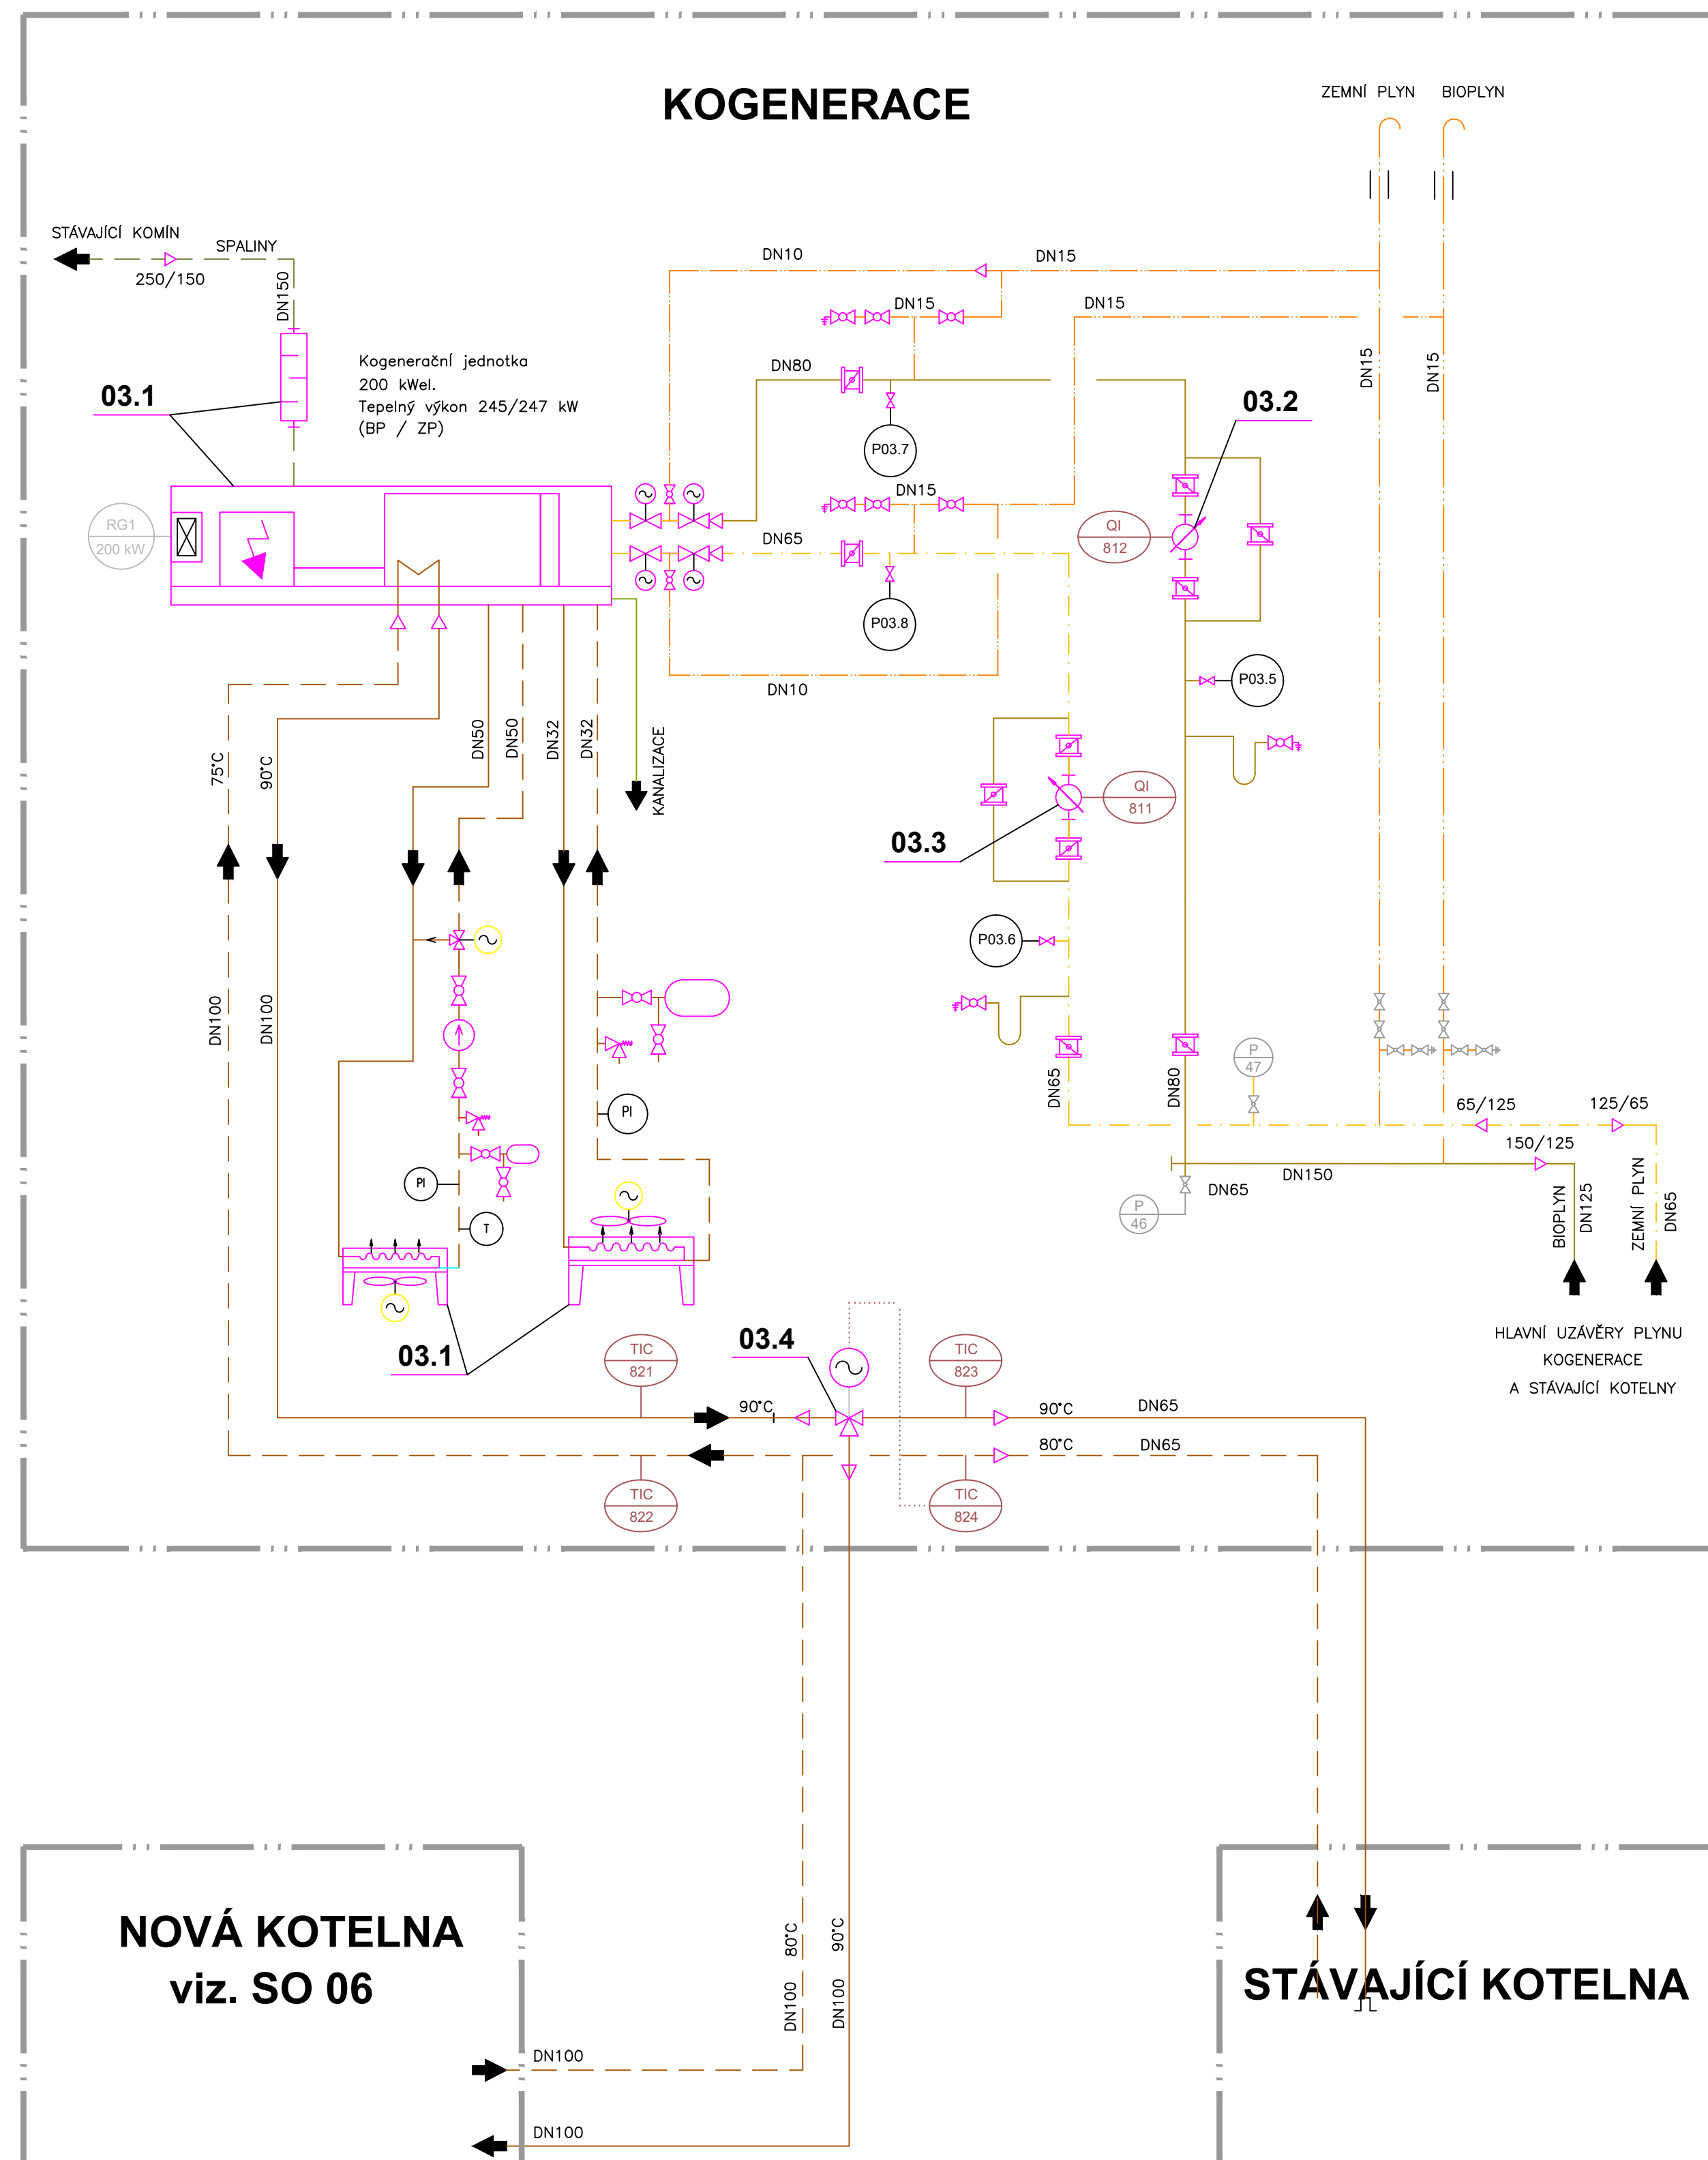 KOGENERACE
ZEMNÍ PLYN
BIOPLYN
STÁVAJÍCÍ KOMÍN
SPALINY
250/150
DN150
DN10
DN15
DN15
DN15
DN15
DN15
Kogenerační jednotka
200 kWel.
Tepelný výkon 245/247 kW
(BP / ZP)
03.1
DN80
03.2
P03.7
RG1
200 kW
DN15
DN65
QI
812
P03.8
DN10
P03.5
DN50
DN50
DN32
DN32
KANALIZACE
75°C
90°C
QI
811
03.3
P03.6
DN100
DN100
DN65
DN80
P
47
PI
65/125
125/65
150/125
DN150
DN65
PI
T
P
46
BIOPLYN
DN125
ZEMNÍ PLYN
DN65
HLAVNÍ UZÁVĚRY PLYNU
KOGENERACE
A STÁVAJÍCÍ KOTELNY
03.1
TIC
821
03.4
TIC
823
90°C
90°C
DN65
80°C
DN65
TIC
822
TIC
824
NOVÁ KOTELNA
viz. SO 06
DN100 80°C
DN100 90°C
STÁVAJÍCÍ KOTELNA
DN100
DN100